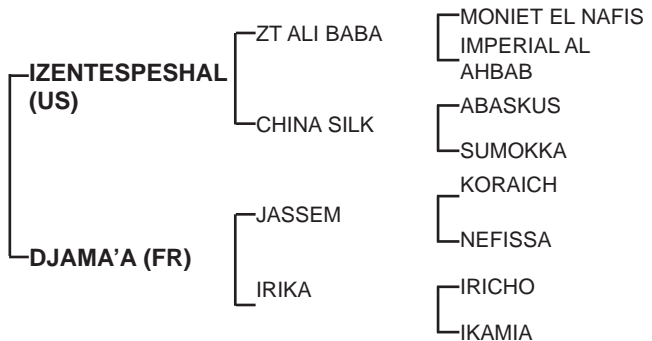 MONIET EL NAFIS
ZT ALI BABA
IMPERIAL AL
AHBAB
IZENTESPESHAL
(US)
ABASKUS
CHINA SILK
SUMOKKA
KORAICH
JASSEM
NEFISSA
DJAMA'A (FR)
IRIKA
IRICHO
IKAMIA